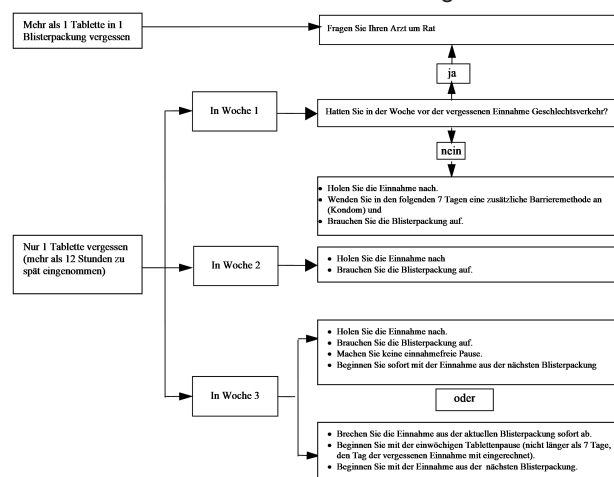 Mehr als 1 Tablette in 1
Blisterpackung vergessen
Fragen Sie Ihren Arzt um Rat
ja
In Woche 1
Hatten Sie in der Woche vor der vergessenen Einnahme Geschlechtsverkehr?
nein
• Holen Sie die Einnahme nach.
• Wenden Sie in den folgenden 7 Tagen eine zusätzliche Barrieremethode an
(Kondom) und
• Brauchen Sie die Blisterpackung auf.
Nur 1 Tablette vergessen
(mehr als 12 Stunden zu
spät eingenommen)
In Woche 2
• Holen Sie die Einnahme nach
• Brauchen Sie die Blisterpackung auf.
• Holen Sie die Einnahme nach.
• Brauchen Sie die Blisterpackung auf.
• Machen Sie keine einnahmefreie Pause.
• Beginnen Sie sofort mit der Einnahme aus der nächsten Blisterpackung
In Woche 3
oder
• Brechen Sie die Einnahme aus der aktuellen Blisterpackung sofort ab.
• Beginnen Sie mit der einwöchigen Tablettenpause (nicht länger als 7 Tage,
den Tag der vergessenen Einnahme mit eingerechnet).
• Beginnen Sie mit der Einnahme aus der nächsten Blisterpackung.